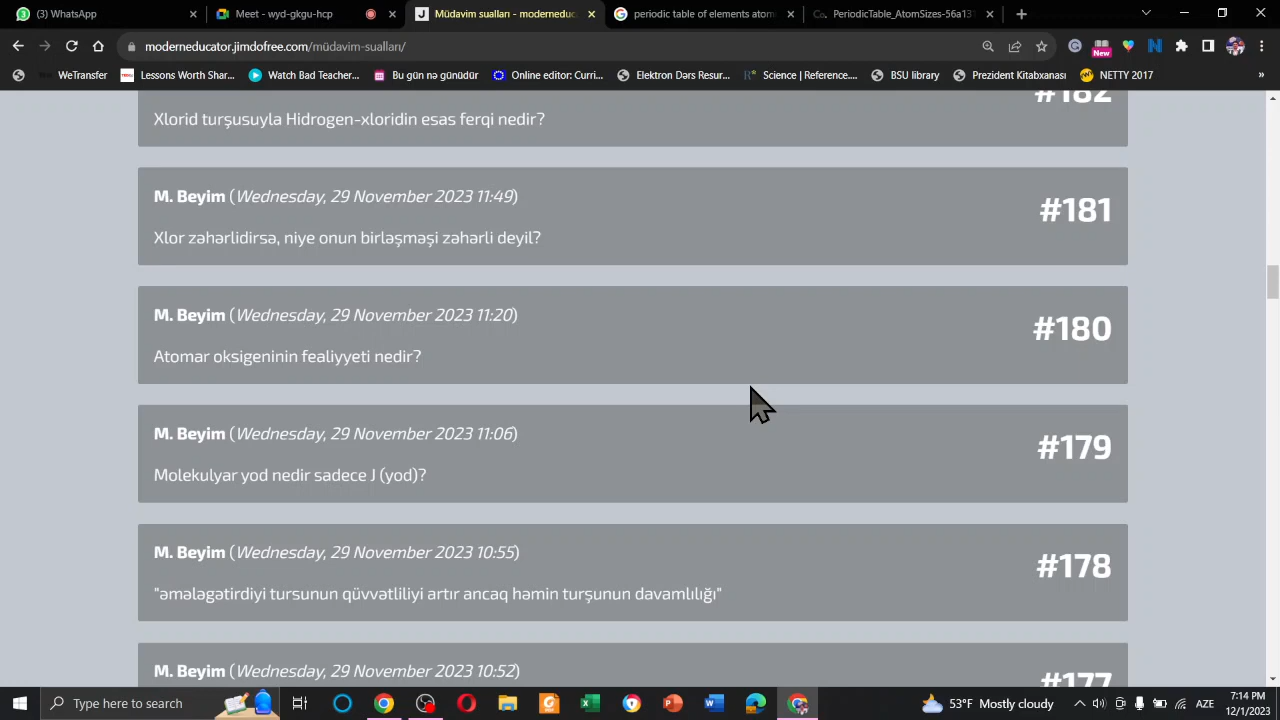 (3) WhatsApp
Meet - wyd-gkgu-hcp
Müdavim sualları - moderneduc
periodic table of elements atom
PeriodicTable_AtomSizes-56a131
moderneducator.jimdofree.com/müdavim-sualları/
New
WeTransfer
Lessons Worth Shar...
Watch Bad Teacher...
Bu gün nə günüdür
Online editor: Curri...
Elektron Dərs Resur...
Science | Reference....
BSU library
Prezident Kitabxanası
NETTY 2017
»
#182
Xlorid turşusuyla Hidrogen-xloridin esas ferqi nedir?
M. Beyim (Wednesday, 29 November 2023 11:49)
#181
Xlor zəhərlidirsə, niye onun birləşməsi zəhərli deyil?
M. Beyim (Wednesday, 29 November 2023 11:20)
#180
Atomar oksigeninin fealiyyeti nedir?
M. Beyim (Wednesday, 29 November 2023 11:06)
#179
Molekulyar yod nedir sadece J (yod)?
M. Beyim (Wednesday, 29 November 2023 10:55)
#178
"əmələgətirdiyi tursunun qüvvətliliyi artır ancaq həmin turşunun davamlılığı"
M. Beyim (Wednesday, 29 November 2023 10:52)
#177
Type here to search
53°F Mostly cloudy
AZE
7:14 PM
12/1/2023